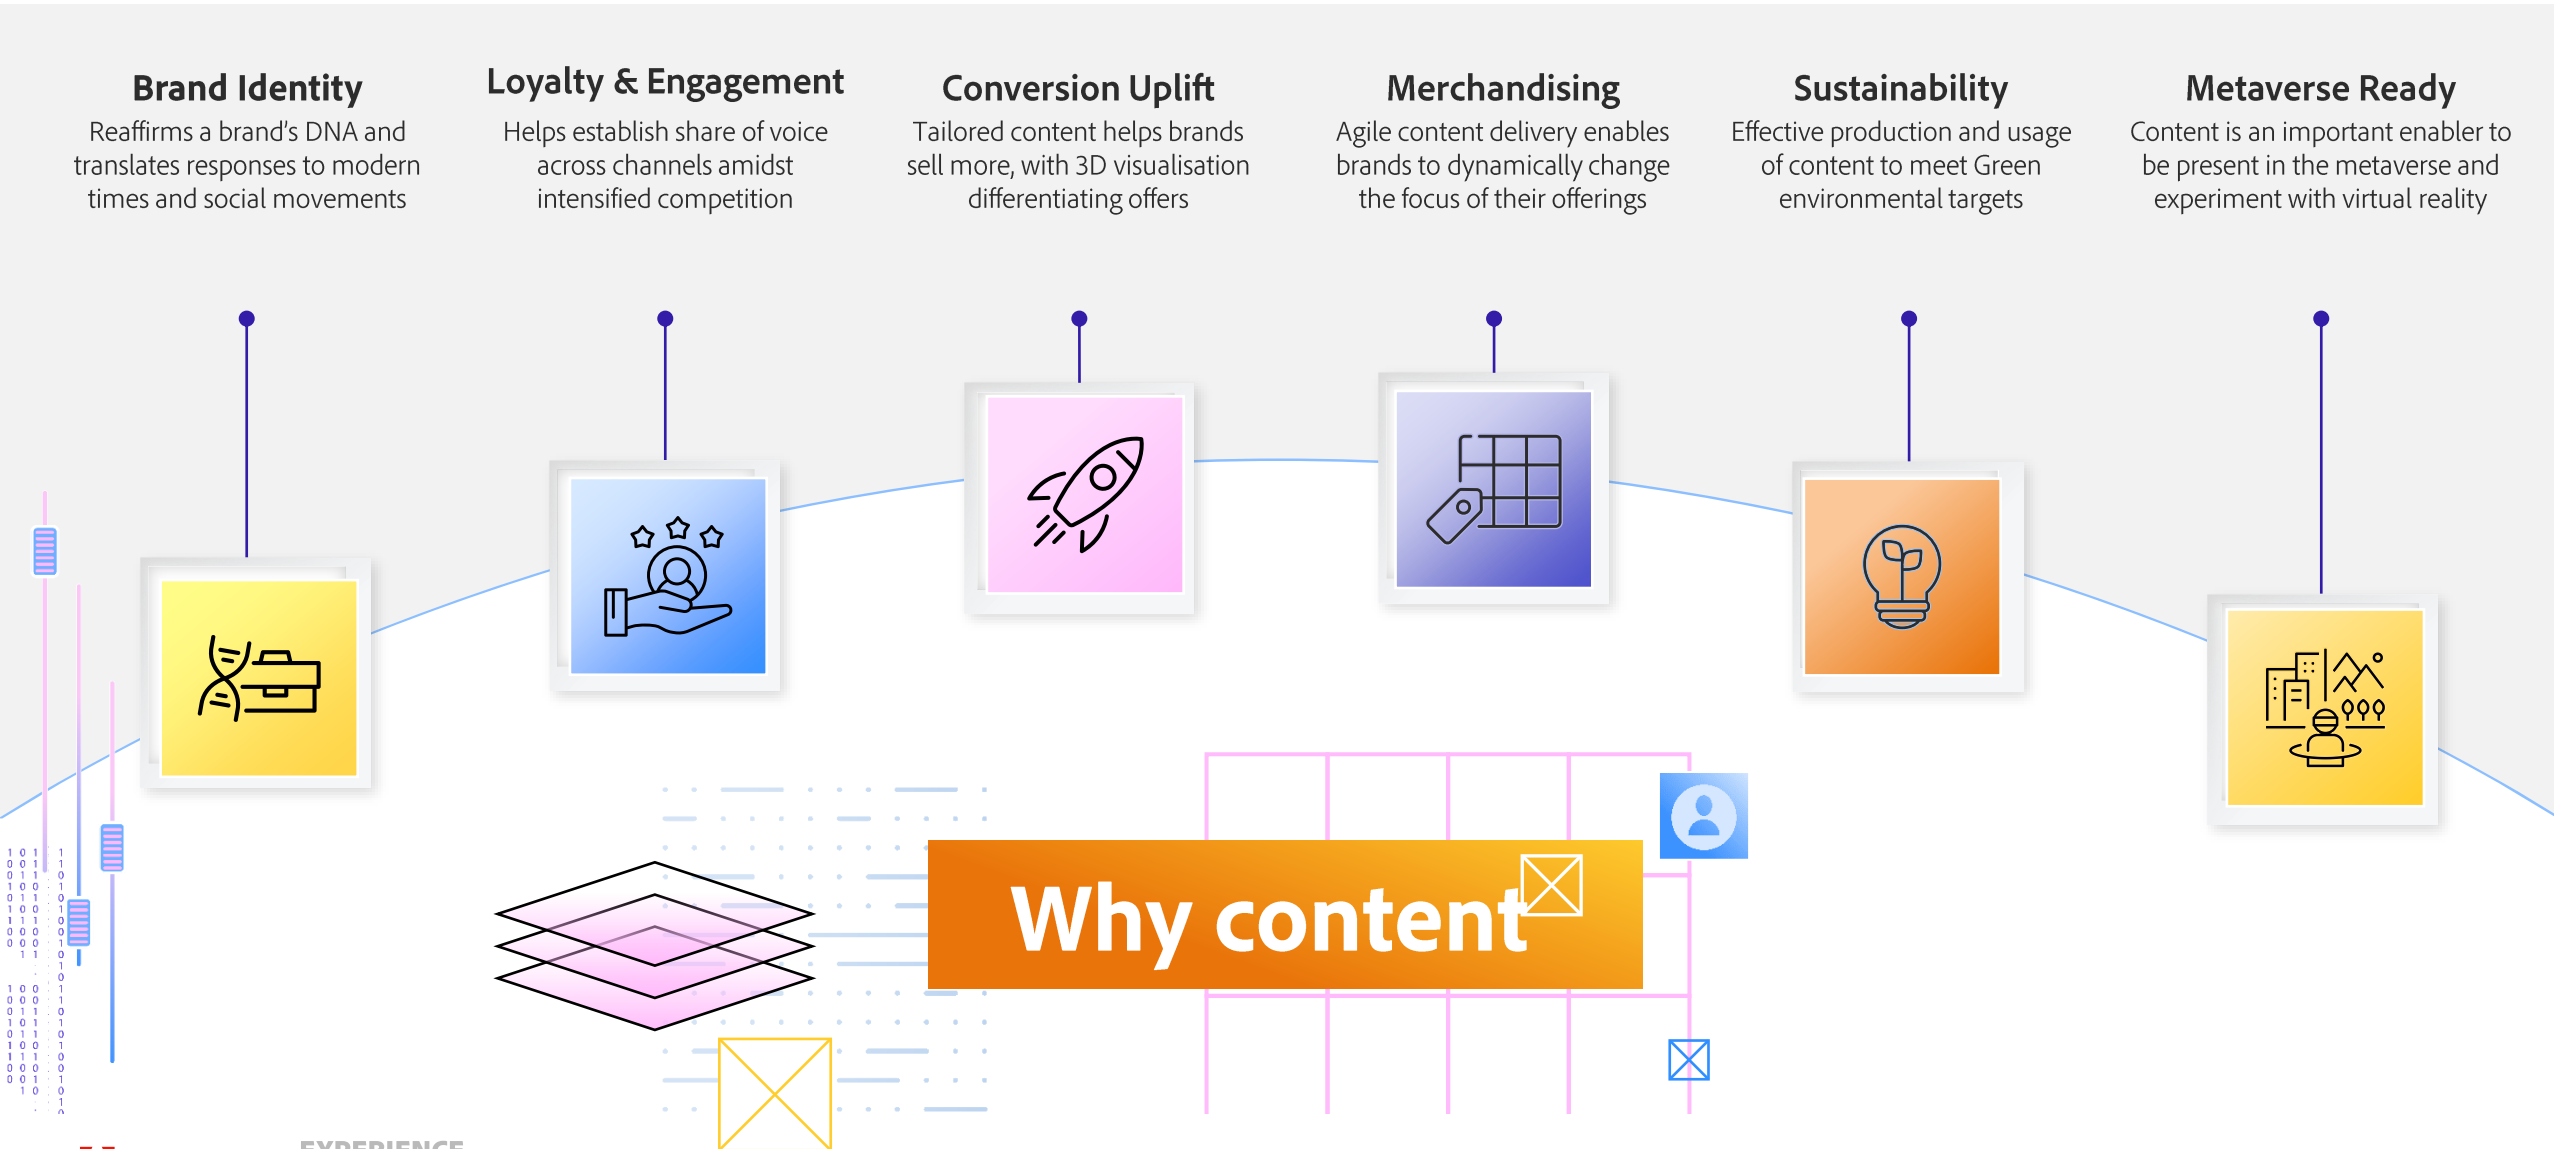 Brand Identity
Reaffirms a brand’s DNA and
translates responses to modern
times and social movements
Loyalty & Engagement
Helps establish share of voice
across channels amidst
intensified competition
Conversion Uplift
Tailored content helps brands
sell more, with 3D visualisation
differentiating offers
Merchandising
Agile content delivery enables
brands to dynamically change
the focus of their offerings
Sustainability
Effective production and usage
of content to meet Green
environmental targets
Metaverse Ready
Content is an important enabler to
be present in the metaverse and
experiment with virtual reality
Why content
EXPERIENCE